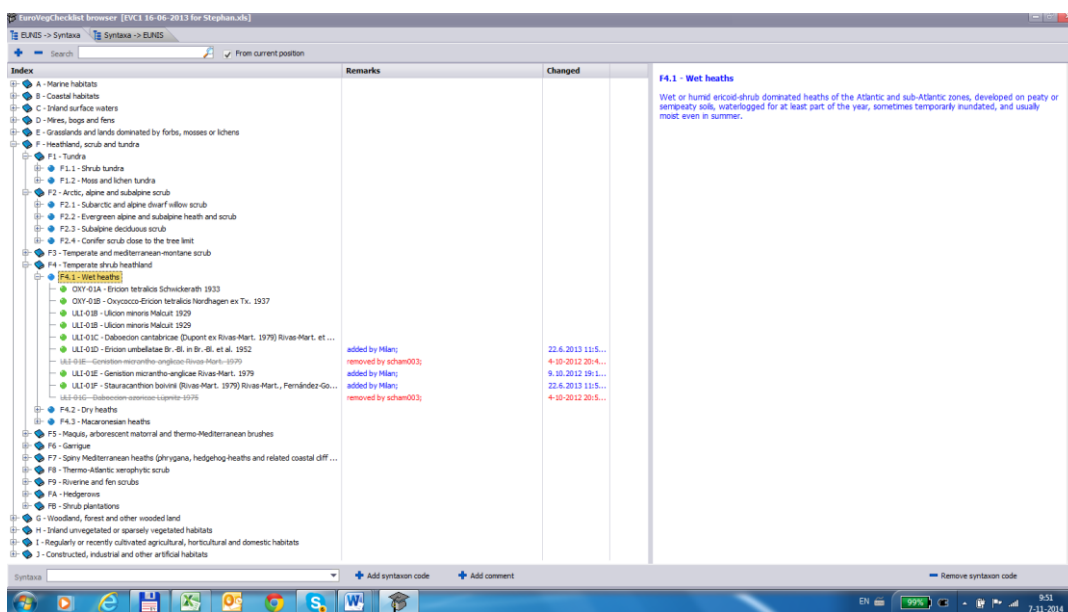 EuroVegChecklist browser [EVC1 16-06-2013 for Stephan.xls]
EUNIS -> Syntaxa Syntaxa -> EUNIS
Search From current position
Index Remarks Changed
F4.1 - Wet heaths
Wet or humid ericoid-shrub dominated heaths of the Atlantic and sub-Atlantic zones, developed on peaty or
semipeaty soils, waterlogged for at least part of the year, sometimes temporarily inundated, and usually
moist even in summer.
A - Marine habitats
B - Coastal habitats
C - Inland surface waters
D - Mires, bogs and fens
E - Grasslands and lands dominated by forbs, mosses or lichens
F - Heathland, scrub and tundra
F1 - Tundra
F1.1 - Shrub tundra
F1.2 - Moss and lichen tundra
F2 - Arctic, alpine and subalpine scrub
F2.1 - Subarctic and alpine dwarf willow scrub
F2.2 - Evergreen alpine and subalpine heath and scrub
F2.3 - Subalpine deciduous scrub
F2.4 - Conifer scrub close to the tree limit
F3 - Temperate and mediterranean-montane scrub
F4 - Temperate shrub heathland
F4.1 - Wet heaths
OXY-01A - Ericion tetralicis Schwickerath 1933
OXY-01B - Oxycocco-Ericion tetralicis Nordhagen ex Tx. 1937
ULI-01B - Ulicion minoris Malcuit 1929
ULI-01B - Ulicion minoris Malcuit 1929
ULI-01C - Daboecion cantabricae (Dupont ex Rivas-Mart. 1979) Rivas-Mart. et ...
ULI-01D - Ericion umbellatae Br.-Bl. in Br.-Bl. et al. 1952 added by Milan; 22.6.2013 11:5...
ULI-01E - Genistion micrantho-anglicae Rivas-Mart. 1979 removed by scham003; 4-10-2012 20:4...
ULI-01E - Genistion micrantho-anglicae Rivas-Mart. 1979 added by Milan; 9.10.2012 19:1...
ULI-01F - Stauracanthion boivinii (Rivas-Mart. 1979) Rivas-Mart., Fernández-Go... added by Milan; 22.6.2013 11:5...
ULI-01G - Daboecion azoricae Lüpnitz 1975 removed by scham003; 4-10-2012 20:5...
F4.2 - Dry heaths
F4.3 - Macaronesian heaths
F5 - Maquis, arborescent matorral and thermo-Mediterranean brushes
F6 - Garrigue
F7 - Spiny Mediterranean heaths (phrygana, hedgehog-heaths and related coastal cliff ...
F8 - Thermo-Atlantic xerophytic scrub
F9 - Riverine and fen scrubs
FA - Hedgerows
FB - Shrub plantations
G - Woodland, forest and other wooded land
H - Inland unvegetated or sparsely vegetated habitats
I - Regularly or recently cultivated agricultural, horticultural and domestic habitats
J - Constructed, industrial and other artificial habitats
Syntaxa Add syntaxon code Add comment Remove syntaxon code
EN 99% 9:51
7-11-2014